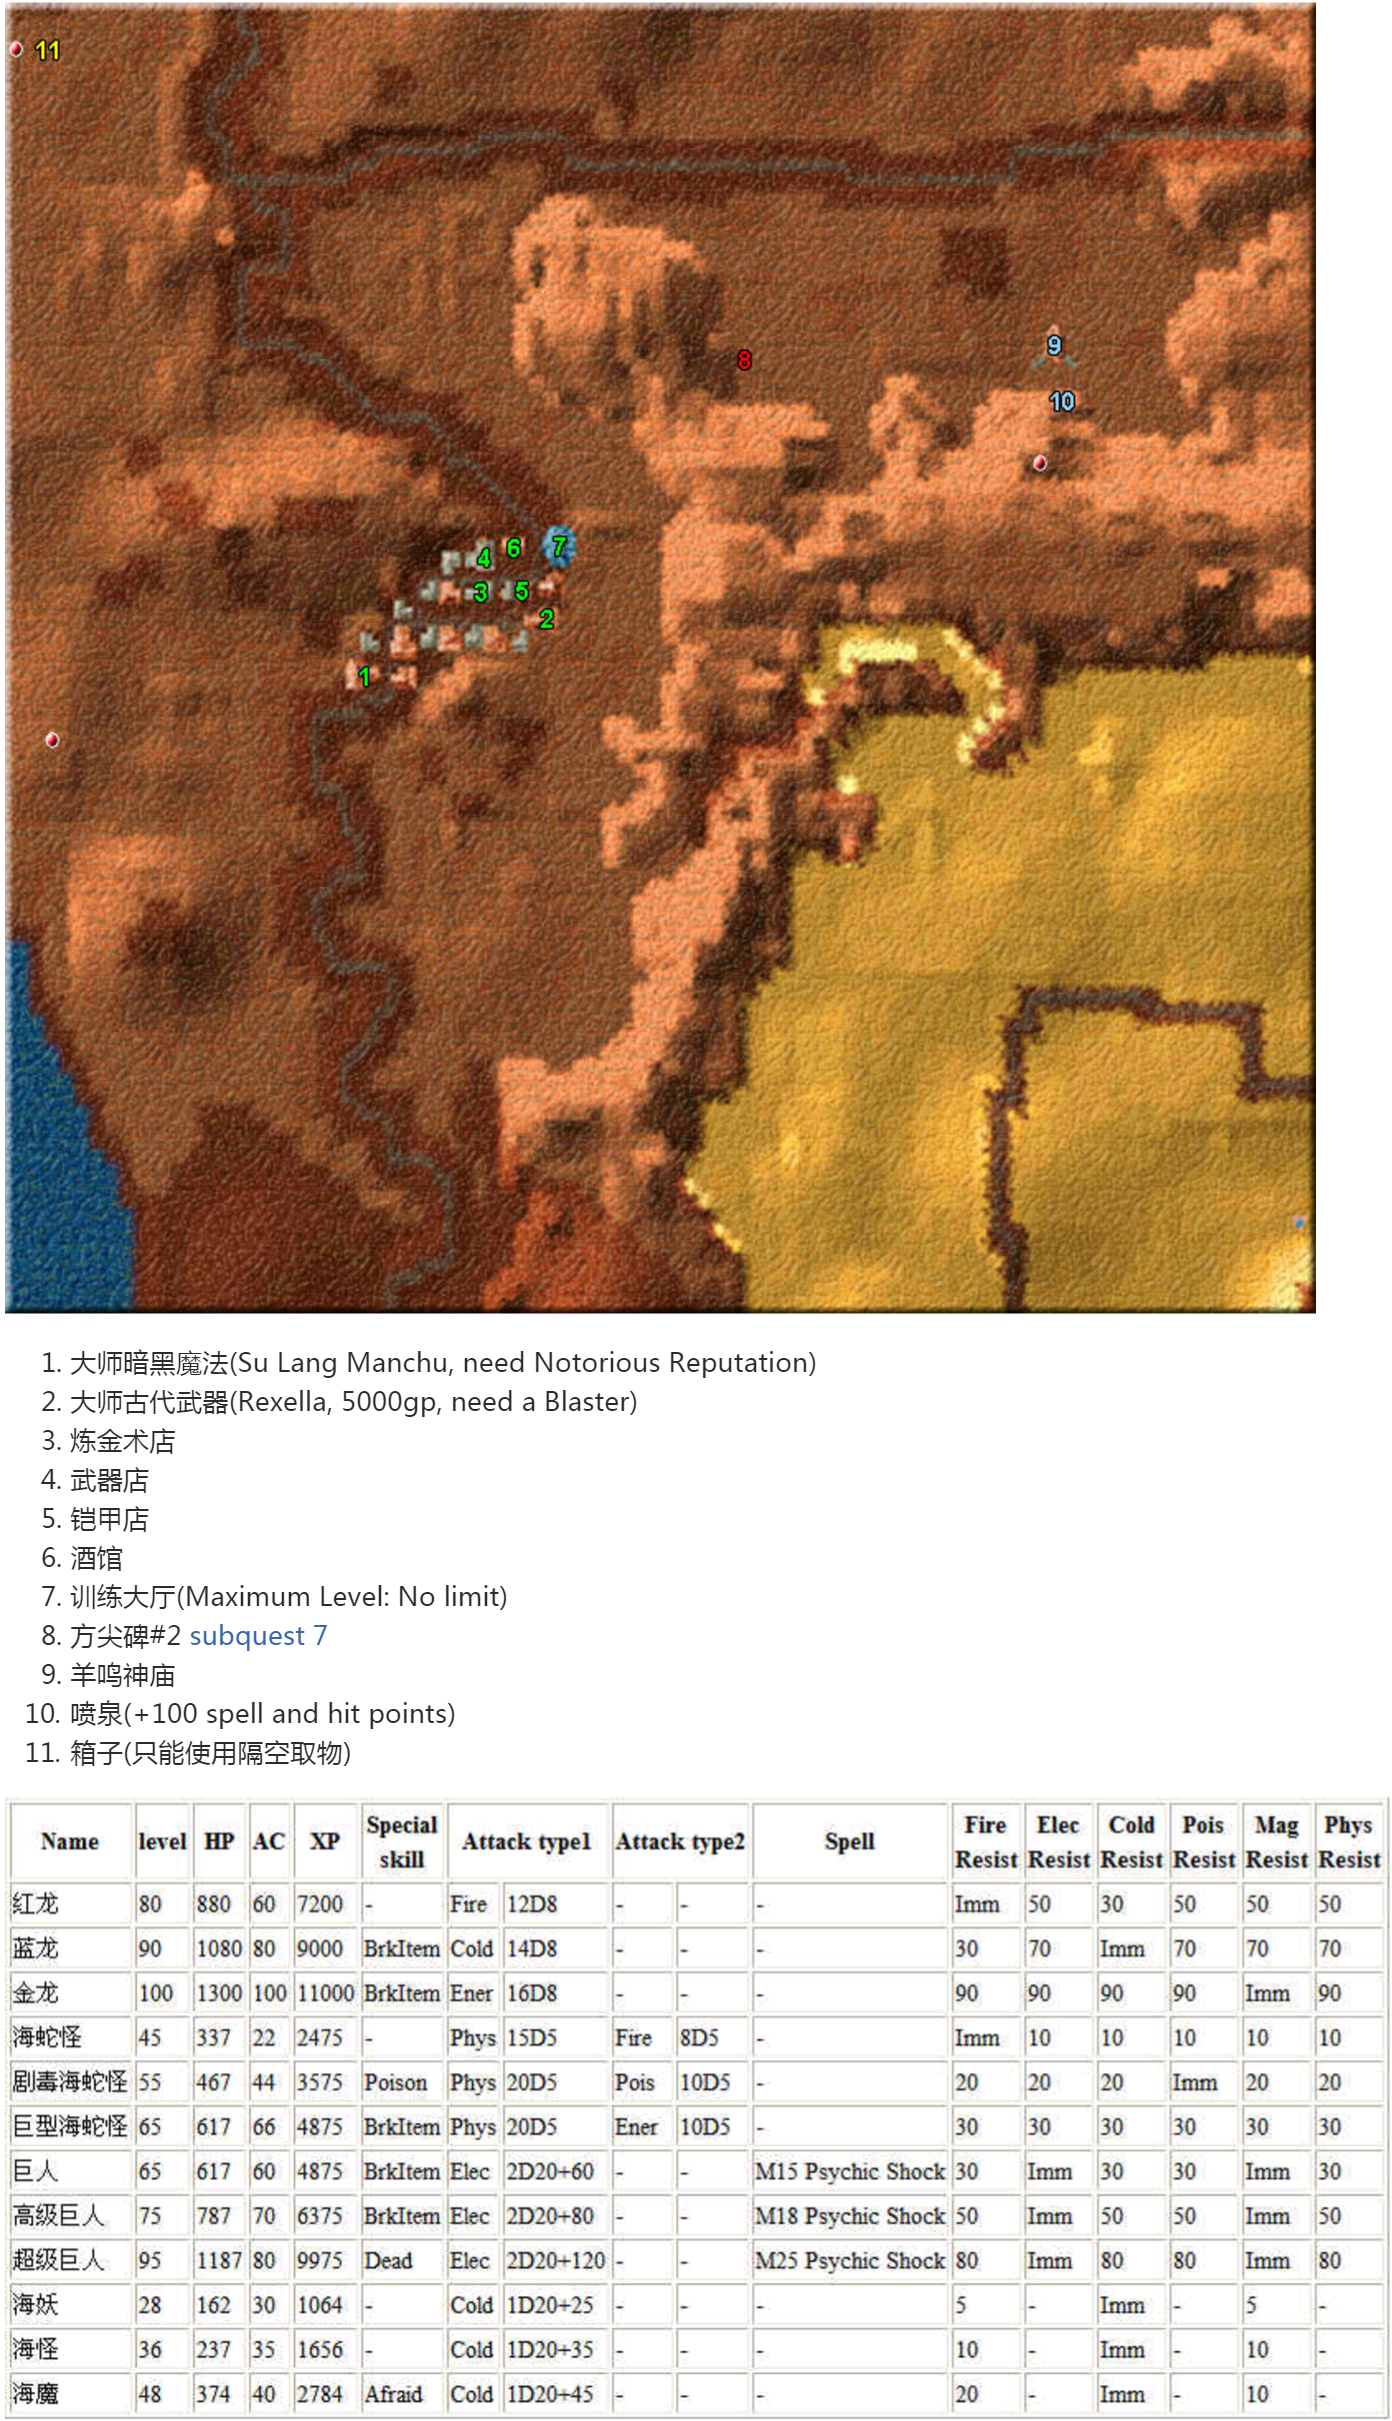 11
8
9
10
4
6
7
3
5
2
1
1. 大师暗黑魔法(Su Lang Manchu, need Notorious Reputation)
2. 大师古代武器(Rexella, 5000gp, need a Blaster)
3. 炼金术店
4. 武器店
5. 铠甲店
6. 酒馆
7. 训练大厅(Maximum Level: No limit)
8. 方尖碑#2 subquest 7
9. 羊鸣神庙
10. 喷泉(+100 spell and hit points)
11. 箱子(只能使用隔空取物)
Name level HP AC XP Special skill Attack type1 Attack type2 Spell Fire Resist Elec Resist Cold Resist Pois Resist Mag Resist Phys Resist
红龙 80 880 60 7200 - Fire 12D8 - - - Imm 50 30 50 50 50
蓝龙 90 1080 80 9000 BrkItem Cold 14D8 - - - 30 70 Imm 70 70 70
金龙 100 1300 100 11000 BrkItem Ener 16D8 - - - 90 90 90 90 Imm 90
海蛇怪 45 337 22 2475 - Phys 15D5 Fire 8D5 - Imm 10 10 10 10 10
剧毒海蛇怪 55 467 44 3575 Poison Phys 20D5 Pois 10D5 - 20 20 20 Imm 20 20
巨型海蛇怪 65 617 66 4875 BrkItem Phys 20D5 Ener 10D5 - 30 30 30 30 30 30
巨人 65 617 60 4875 BrkItem Elec 2D20+60 - - M15 Psychic Shock 30 Imm 30 30 Imm 30
高级巨人 75 787 70 6375 BrkItem Elec 2D20+80 - - M18 Psychic Shock 50 Imm 50 50 Imm 50
超级巨人 95 1187 80 9975 Dead Elec 2D20+120 - - M25 Psychic Shock 80 Imm 80 80 Imm 80
海妖 28 162 30 1064 - Cold 1D20+25 - - - 5 - Imm - 5 -
海怪 36 237 35 1656 - Cold 1D20+35 - - - 10 - Imm - 10 -
海魔 48 374 40 2784 Afraid Cold 1D20+45 - - - 20 - Imm - 10 -